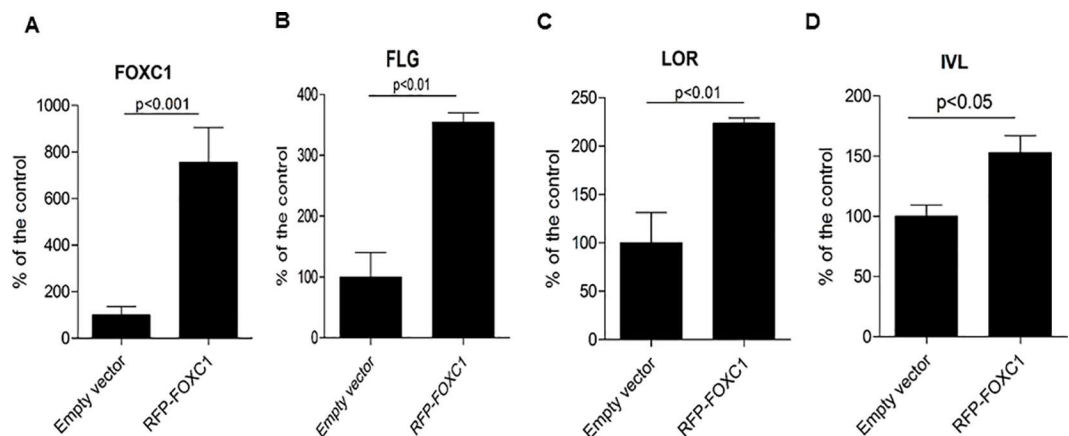 A
FOXC1
p<0.001
1000
800
600
400
200
0
% of the control
Empty vector
RFP-FOXC1
B
FLG
p<0.01
400
300
200
100
0
% of the control
Empty vector
RFP-FOXC1
C
LOR
p<0.01
250
200
150
100
50
0
% of the control
Empty vector
RFP-FOXC1
D
IVL
p<0.05
200
150
100
50
0
% of the control
Empty vector
RFP-FOXC1